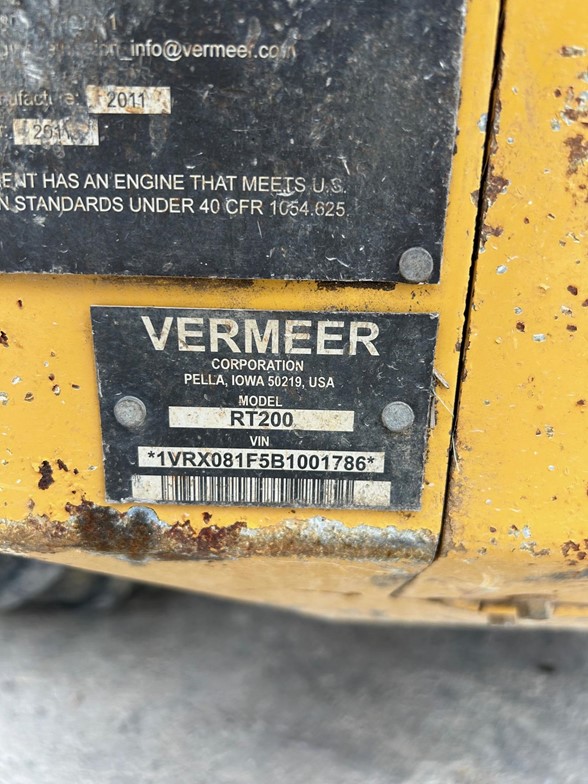 info@vermeer.com
2011
ENT HAS AN ENGINE THAT MEETS U.S.
N STANDARDS UNDER 40 CFR 1054.625.
VERMEER
CORPORATION
PELLA, IOWA 50219, USA
MODEL
RT200
VIN
*1VRX081F5B1001786*